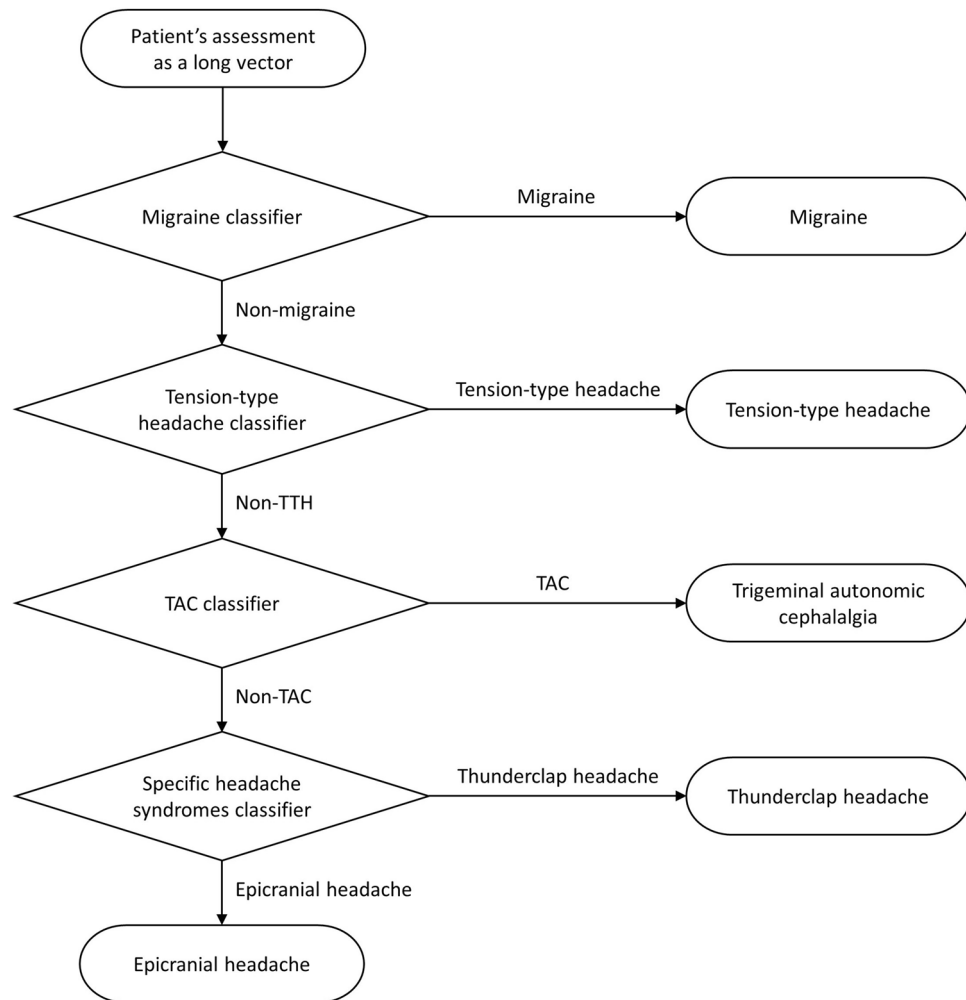 Patient’s assessment
as a long vector
Migraine classifier
Migraine
Migraine
Non-migraine
Tension-type
headache classifier
Tension-type headache
Tension-type headache
Non-TTH
TAC classifier
TAC
Trigeminal autonomic
cephalalgia
Non-TAC
Specific headache
syndromes classifier
Thunderclap headache
Thunderclap headache
Epicranial headache
Epicranial headache